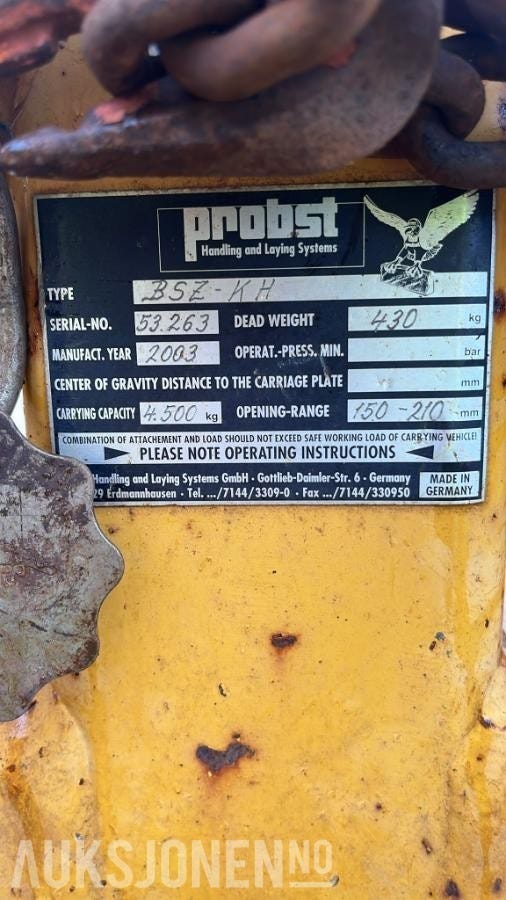 probst
Handling and Laying Systems
TYPE BSZ-KH
SERIAL-NO. 53.263 DEAD WEIGHT 430 kg
MANUFACT. YEAR 2003 OPERAT.-PRESS. MIN. bar
CENTER OF GRAVITY DISTANCE TO THE CARRIAGE PLATE mm
CARRYING CAPACITY 4.500 kg OPENING-RANGE 150-210 mm
COMBINATION OF ATTACHEMENT AND LOAD SHOULD NOT EXCEED SAFE WORKING LOAD OF CARRYING VEHICLE!
PLEASE NOTE OPERATING INSTRUCTIONS
Handling and Laying Systems GmbH · Gottlieb-Daimler-Str. 6 · Germany
29 Erdmannhausen · Tel. .../7144/3309-0 · Fax .../7144/330950
MADE IN
GERMANY
AUKSJONEN.NO